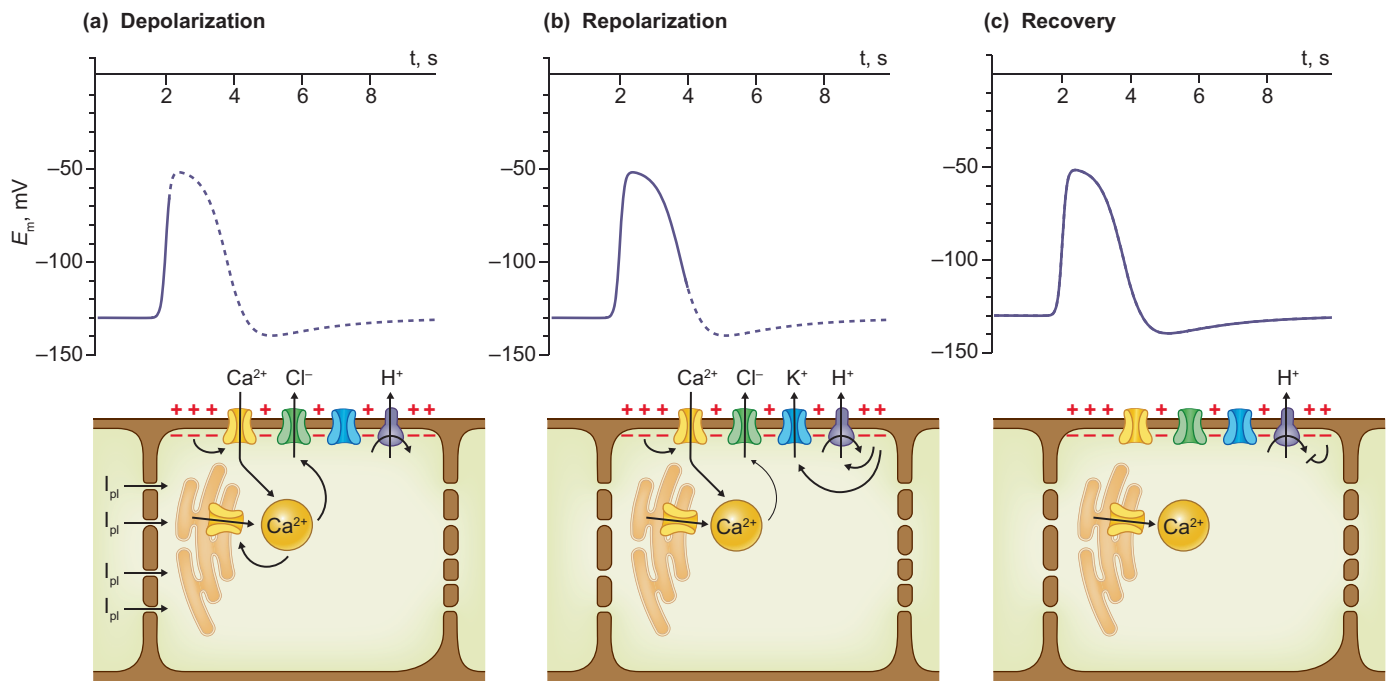 (a) Depolarization
t, s
2 4 6 8
–50
–100
–150
E_m, mV
Ca²⁺ Cl⁻ H⁺
+ + + + + + + +
– – – – – – – –
I_pl
I_pl
Ca²⁺
I_pl
I_pl
(b) Repolarization
t, s
2 4 6 8
–50
–100
–150
Ca²⁺ Cl⁻ K⁺ H⁺
Ca²⁺
(c) Recovery
t, s
2 4 6 8
–50
–100
–150
H⁺
Ca²⁺